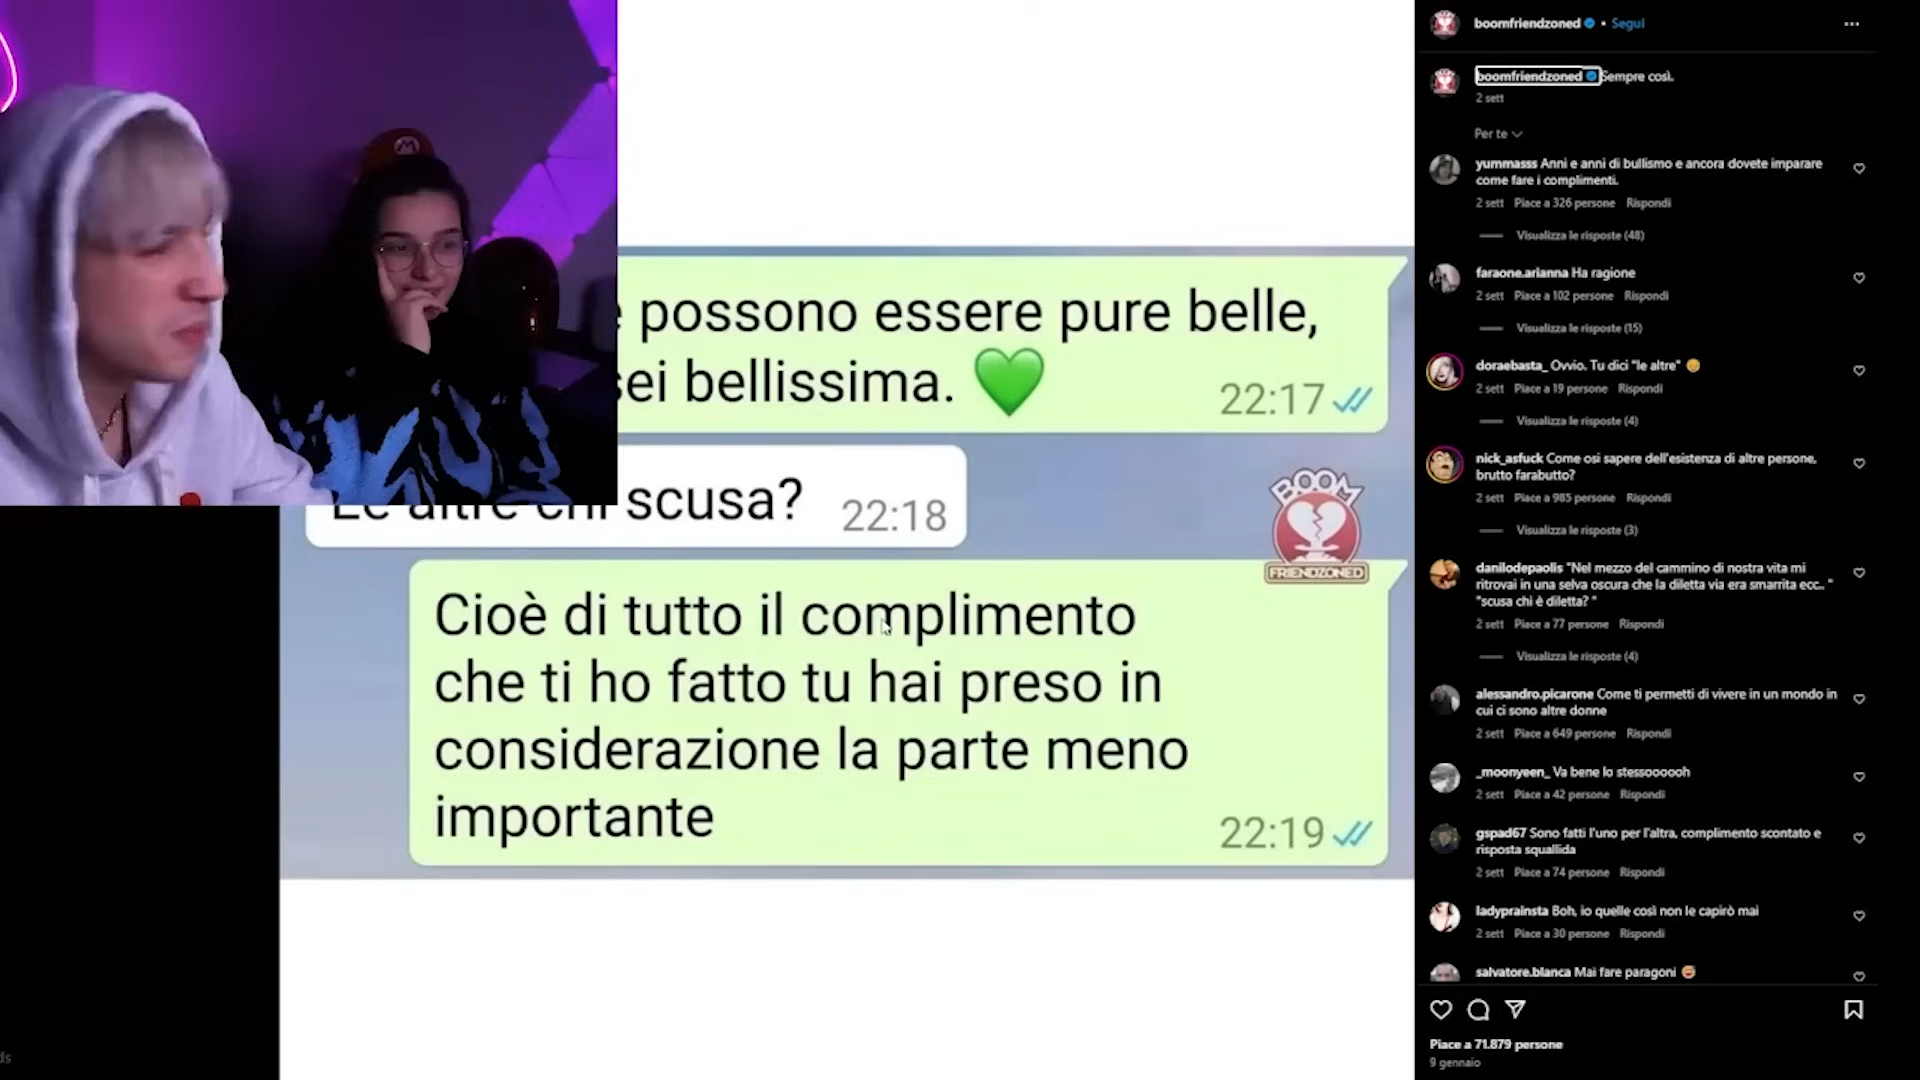 M
possono essere pure belle,
sei bellissima. 💚
22:17
Le altre chi scusa?
22:18
BOOM
FRIENDZONED
Cioè di tutto il complimento
che ti ho fatto tu hai preso in
considerazione la parte meno
importante
22:19
boomfriendzoned • Segui
boomfriendzoned Sempre così.
2 sett
Per te
yummasss Anni e anni di bullismo e ancora dovete imparare
come fare i complimenti.
2 sett Piace a 326 persone Rispondi
Visualizza le risposte (48)
faraone.arianna Ha ragione
2 sett Piace a 102 persone Rispondi
Visualizza le risposte (15)
doraebasta_ Ovvio. Tu dici "le altre"
2 sett Piace a 19 persone Rispondi
Visualizza le risposte (4)
nick_asfuck Come osi sapere dell'esistenza di altre persone,
brutto farabutto?
2 sett Piace a 985 persone Rispondi
Visualizza le risposte (3)
danilodepaolis "Nel mezzo del cammino di nostra vita mi
ritrovai in una selva oscura che la diletta via era smarrita ecc.. "
"scusa chi è diletta? "
2 sett Piace a 77 persone Rispondi
Visualizza le risposte (4)
alessandro.picarone Come ti permetti di vivere in un mondo in
cui ci sono altre donne
2 sett Piace a 649 persone Rispondi
_moonyeen_ Va bene lo stessoooooh
2 sett Piace a 42 persone Rispondi
gspad67 Sono fatti l'uno per l'altra, complimento scontato e
risposta squallida
2 sett Piace a 74 persone Rispondi
ladyprainsta Boh, io quelle così non le capirò mai
2 sett Piace a 30 persone Rispondi
salvatore.blanca Mai fare paragoni 😅
Piace a 71.879 persone
9 gennaio